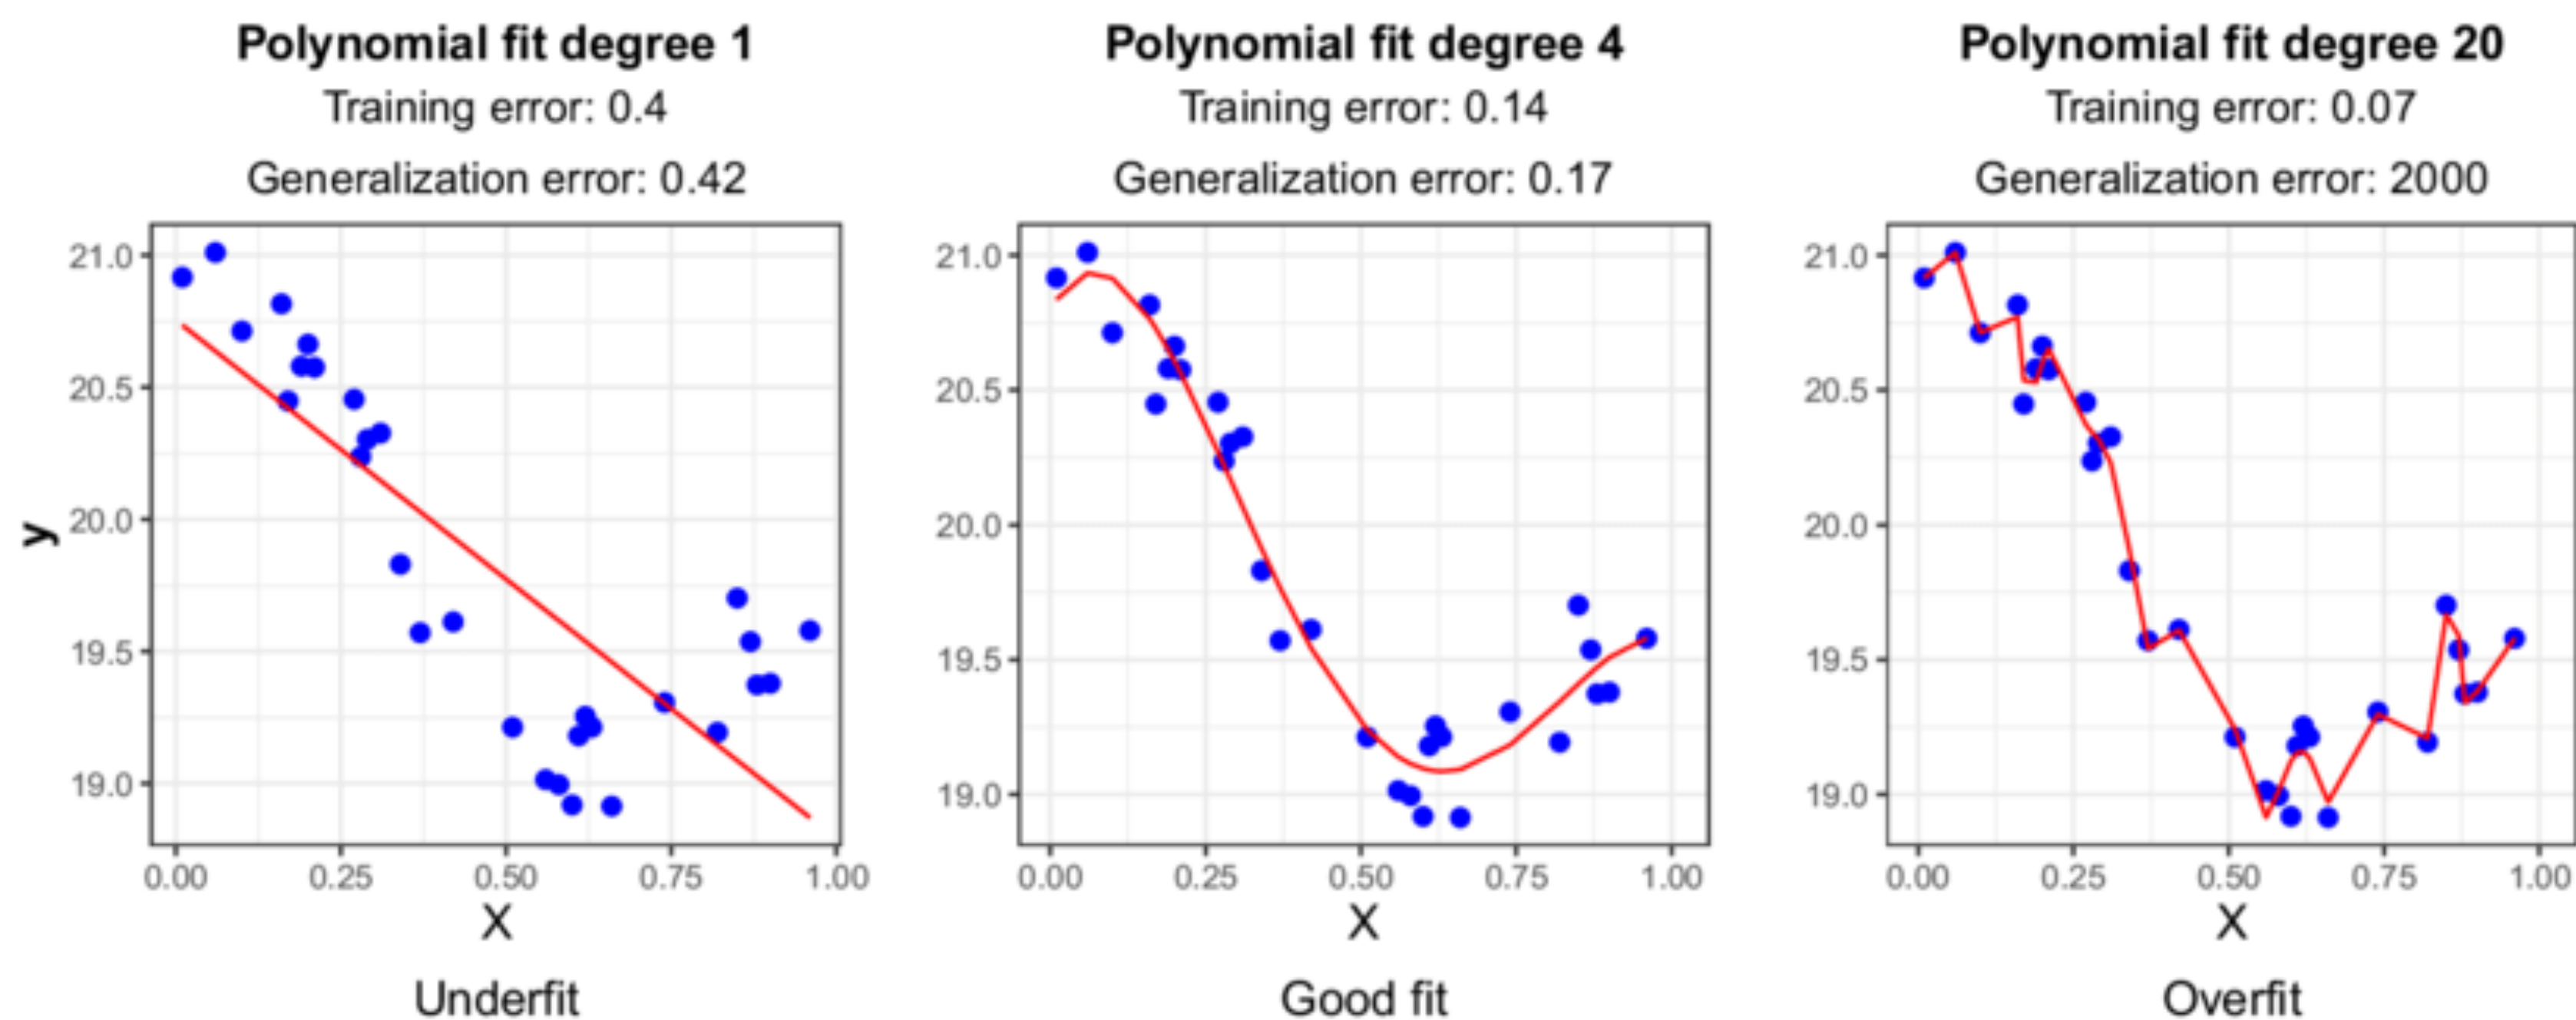 Polynomial fit degree 1
Training error: 0.4
Generalization error: 0.42
21.0
20.5
20.0
19.5
19.0
y
0.00 0.25 0.50 0.75 1.00
X
Underfit
Polynomial fit degree 4
Training error: 0.14
Generalization error: 0.17
21.0
20.5
20.0
19.5
19.0
0.00 0.25 0.50 0.75 1.00
X
Good fit
Polynomial fit degree 20
Training error: 0.07
Generalization error: 2000
21.0
20.5
20.0
19.5
19.0
0.00 0.25 0.50 0.75 1.00
X
Overfit